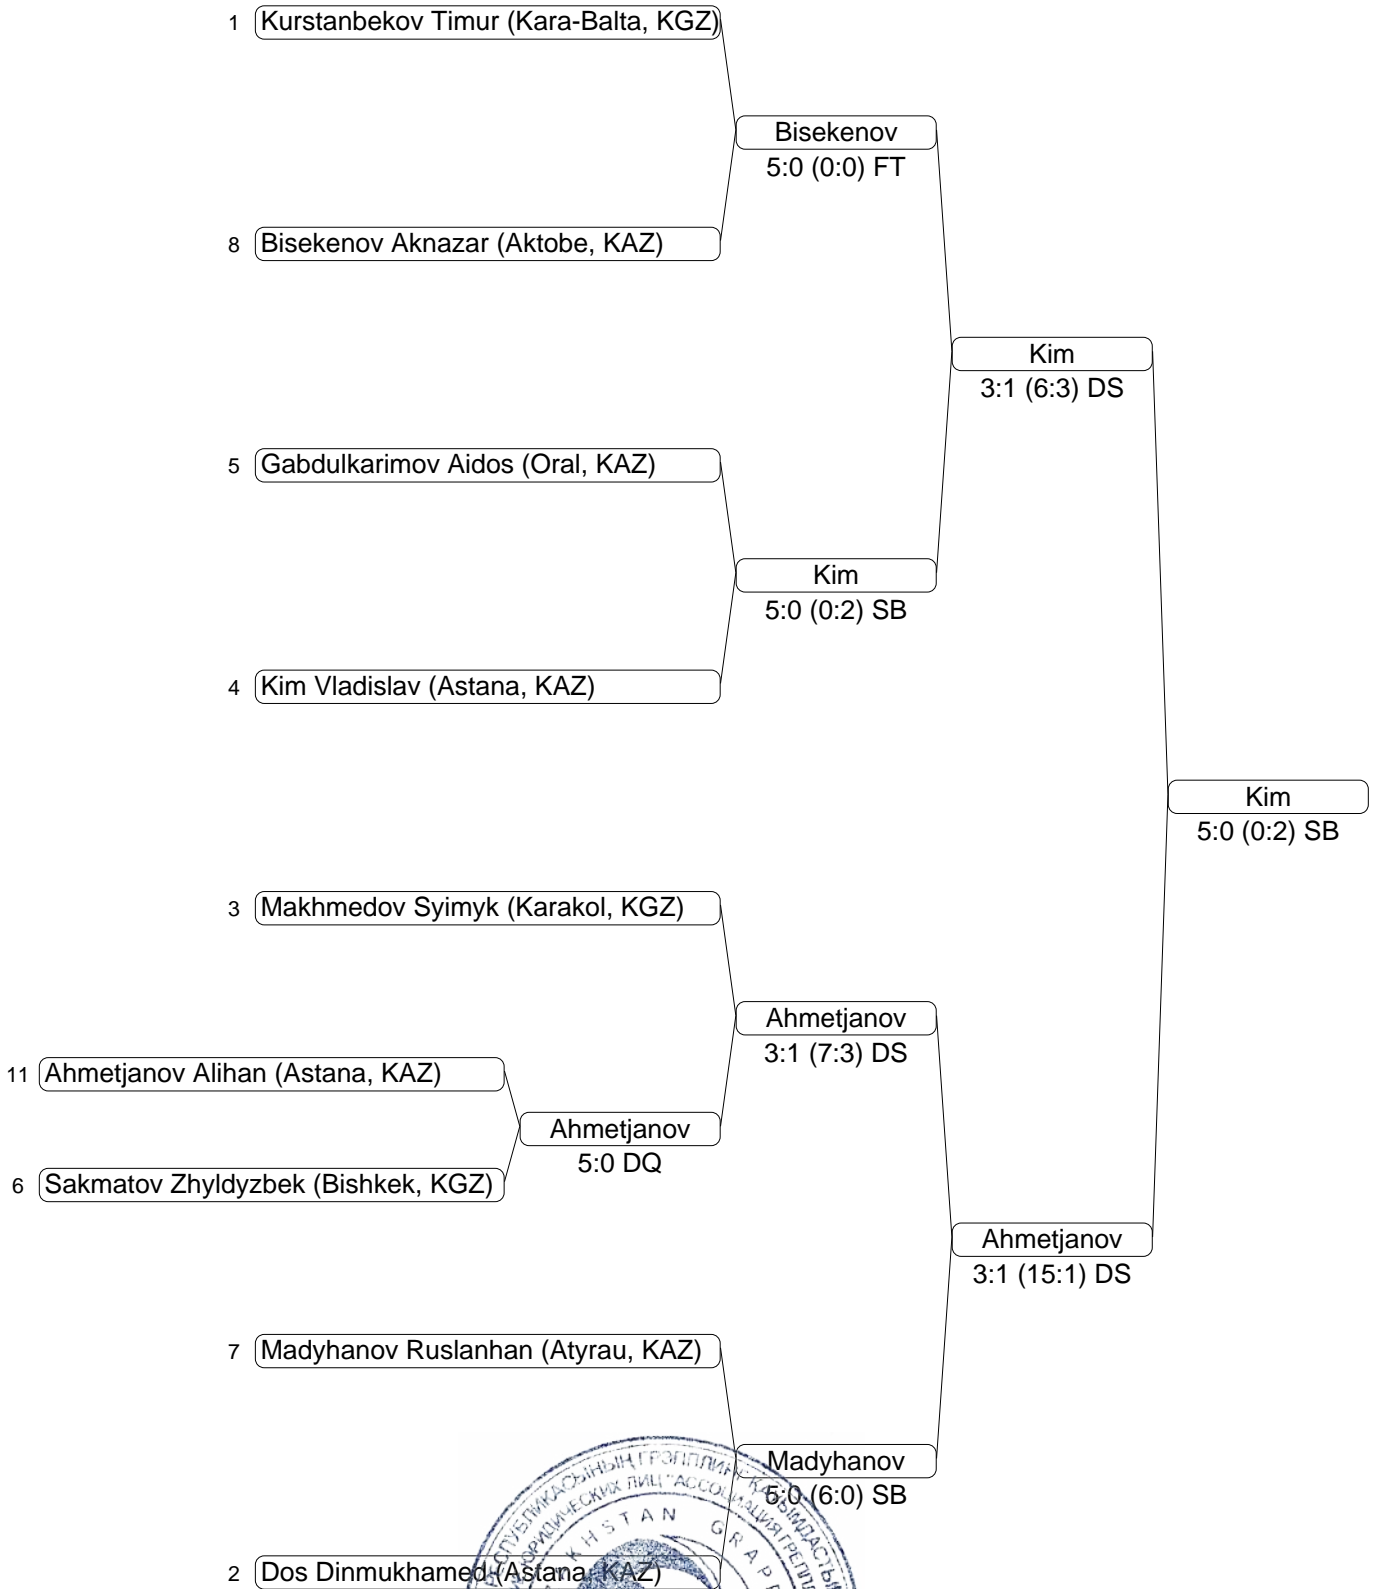 1 Kurstanbekov Timur (Kara-Balta, KGZ)
Bisekenov
5:0 (0:0) FT
8 Bisekenov Aknazar (Aktobe, KAZ)
Kim
3:1 (6:3) DS
5 Gabdulkarimov Aidos (Oral, KAZ)
Kim
5:0 (0:2) SB
4 Kim Vladislav (Astana, KAZ)
Kim
5:0 (0:2) SB
3 Makhmedov Syimyk (Karakol, KGZ)
Ahmetjanov
3:1 (7:3) DS
11 Ahmetjanov Alihan (Astana, KAZ)
Ahmetjanov
5:0 DQ
6 Sakmatov Zhyldyzbek (Bishkek, KGZ)
Ahmetjanov
3:1 (15:1) DS
7 Madyhanov Ruslanhan (Atyrau, KAZ)
Madyhanov
5:0 (6:0) SB
2 Dos Dinmukhamed (Astana, KAZ)